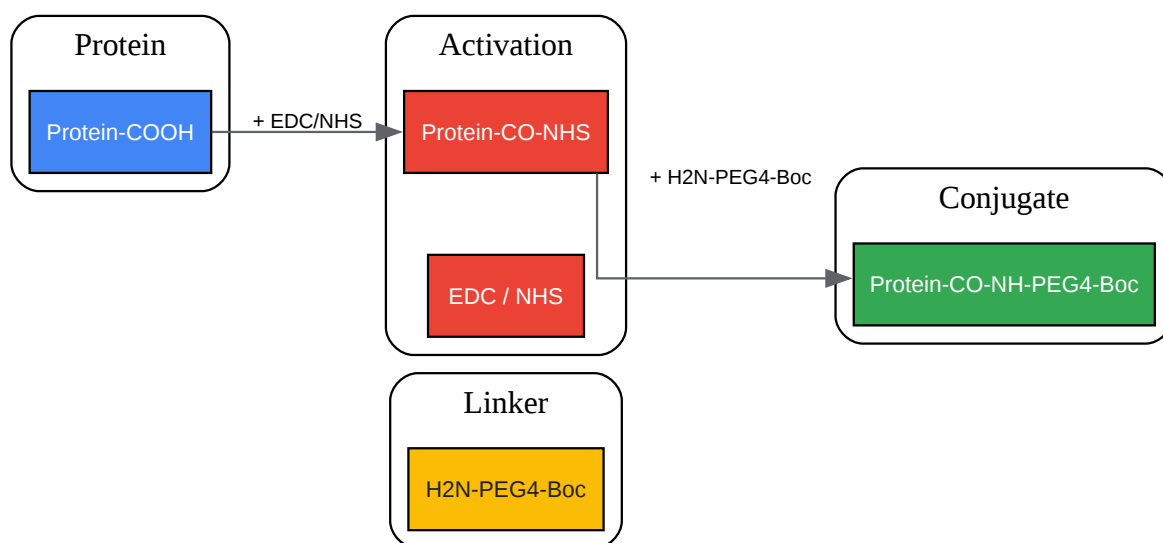 Protein
Protein-COOH
+ EDC/NHS
Activation
Protein-CO-NHS
EDC / NHS
+ H2N-PEG4-Boc
Conjugate
Protein-CO-NH-PEG4-Boc
Linker
H2N-PEG4-Boc